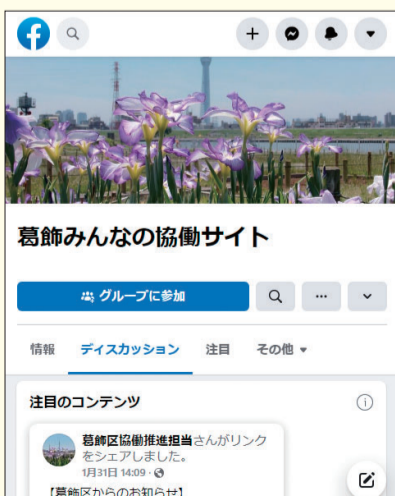 葛飾みんなの協働サイト
グループに参加
情報 ディスカッション 注目 その他
注目のコンテンツ
葛飾区協働推進担当さんがリンク
をシェアしました。
1月31日 14:09
【葛飾区からのお知らせ】